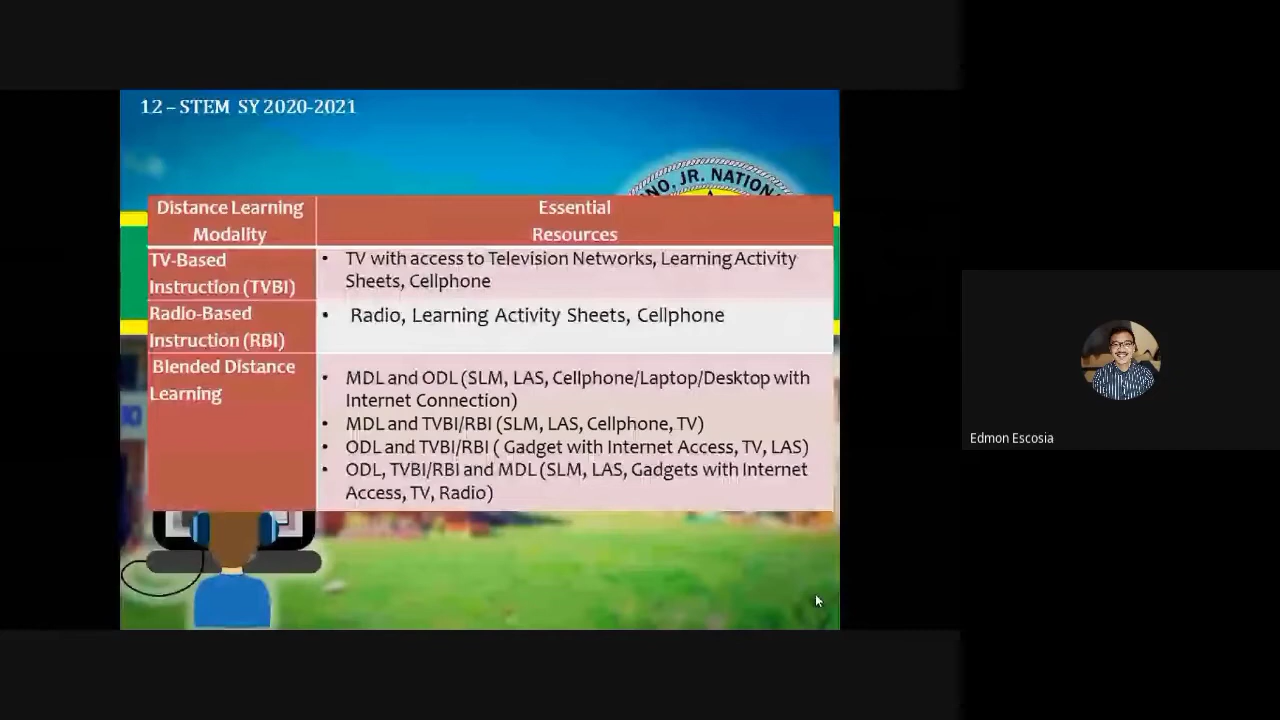 12 – STEM SY 2020-2021
NO, JR. NATION
Distance Learning
Modality
Essential
Resources
TV-Based
Instruction (TVBI)
• TV with access to Television Networks, Learning Activity
Sheets, Cellphone
Radio-Based
Instruction (RBI)
• Radio, Learning Activity Sheets, Cellphone
Blended Distance
Learning
• MDL and ODL (SLM, LAS, Cellphone/Laptop/Desktop with
Internet Connection)
• MDL and TVBI/RBI (SLM, LAS, Cellphone, TV)
• ODL and TVBI/RBI ( Gadget with Internet Access, TV, LAS)
• ODL, TVBI/RBI and MDL (SLM, LAS, Gadgets with Internet
Access, TV, Radio)
Edmon Escosia